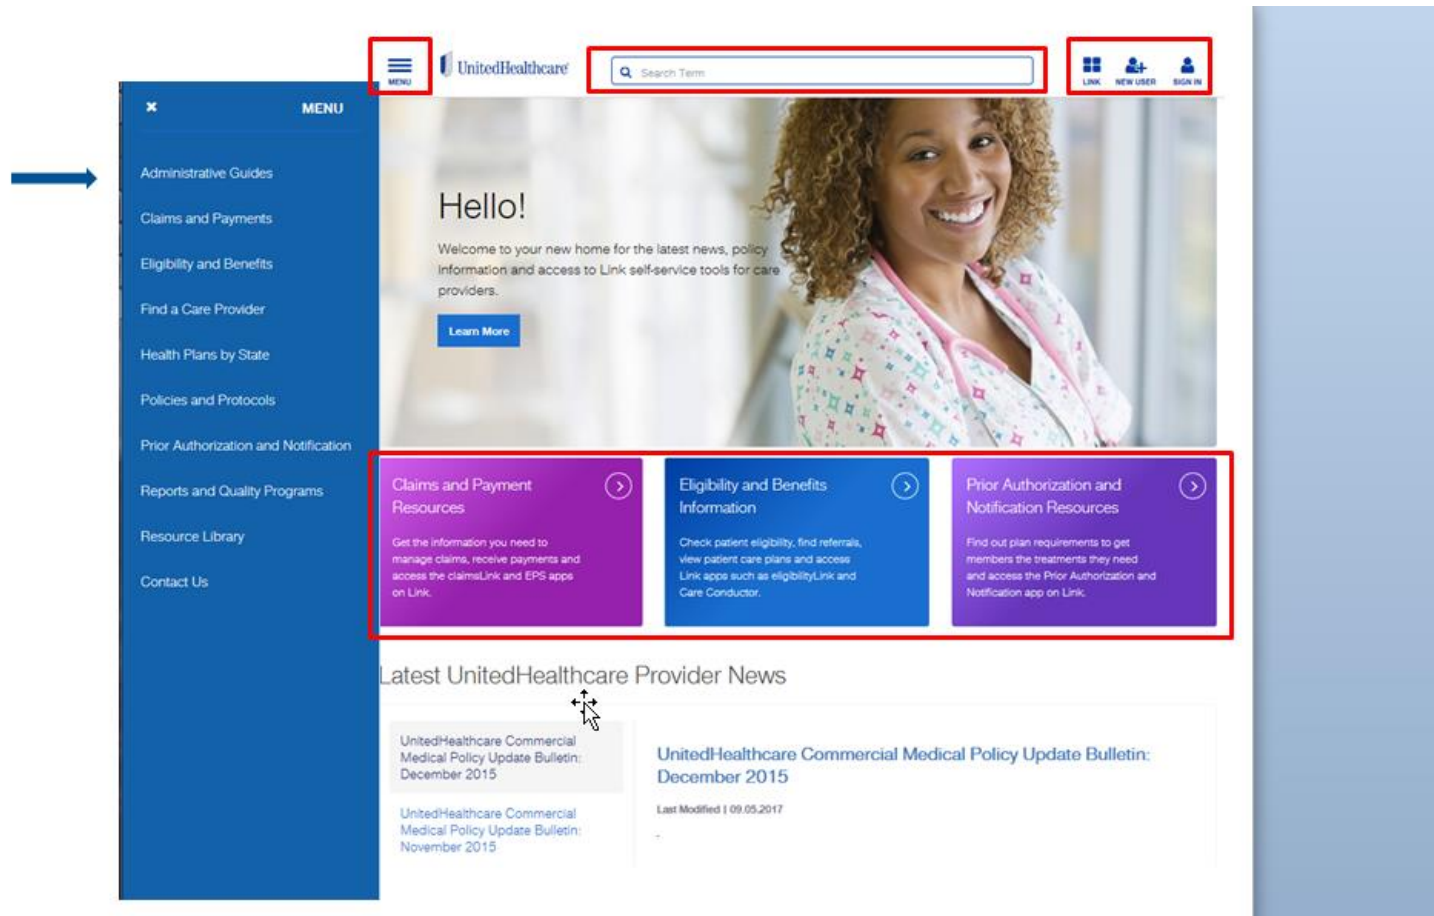 MENU
UnitedHealthcare
Search Term
LINK
NEW USER
SIGN IN
MENU
Administrative Guides
Claims and Payments
Eligibility and Benefits
Find a Care Provider
Health Plans by State
Policies and Protocols
Prior Authorization and Notification
Reports and Quality Programs
Resource Library
Contact Us
Hello!
Welcome to your new home for the latest news, policy
information and access to Link self-service tools for care
providers.
Learn More
Claims and Payment
Resources
Get the information you need to
manage claims, receive payments and
access the claimsLink and EPS apps
on Link.
Eligibility and Benefits
Information
Check patient eligibility, find referrals,
view patient care plans and access
Link apps such as eligibilityLink and
Care Conductor.
Prior Authorization and
Notification Resources
Find out plan requirements to get
members the treatments they need
and access the Prior Authorization and
Notification app on Link.
Latest UnitedHealthcare Provider News
UnitedHealthcare Commercial
Medical Policy Update Bulletin:
December 2015
UnitedHealthcare Commercial
Medical Policy Update Bulletin:
November 2015
UnitedHealthcare Commercial Medical Policy Update Bulletin:
December 2015
Last Modified | 09.05.2017
-